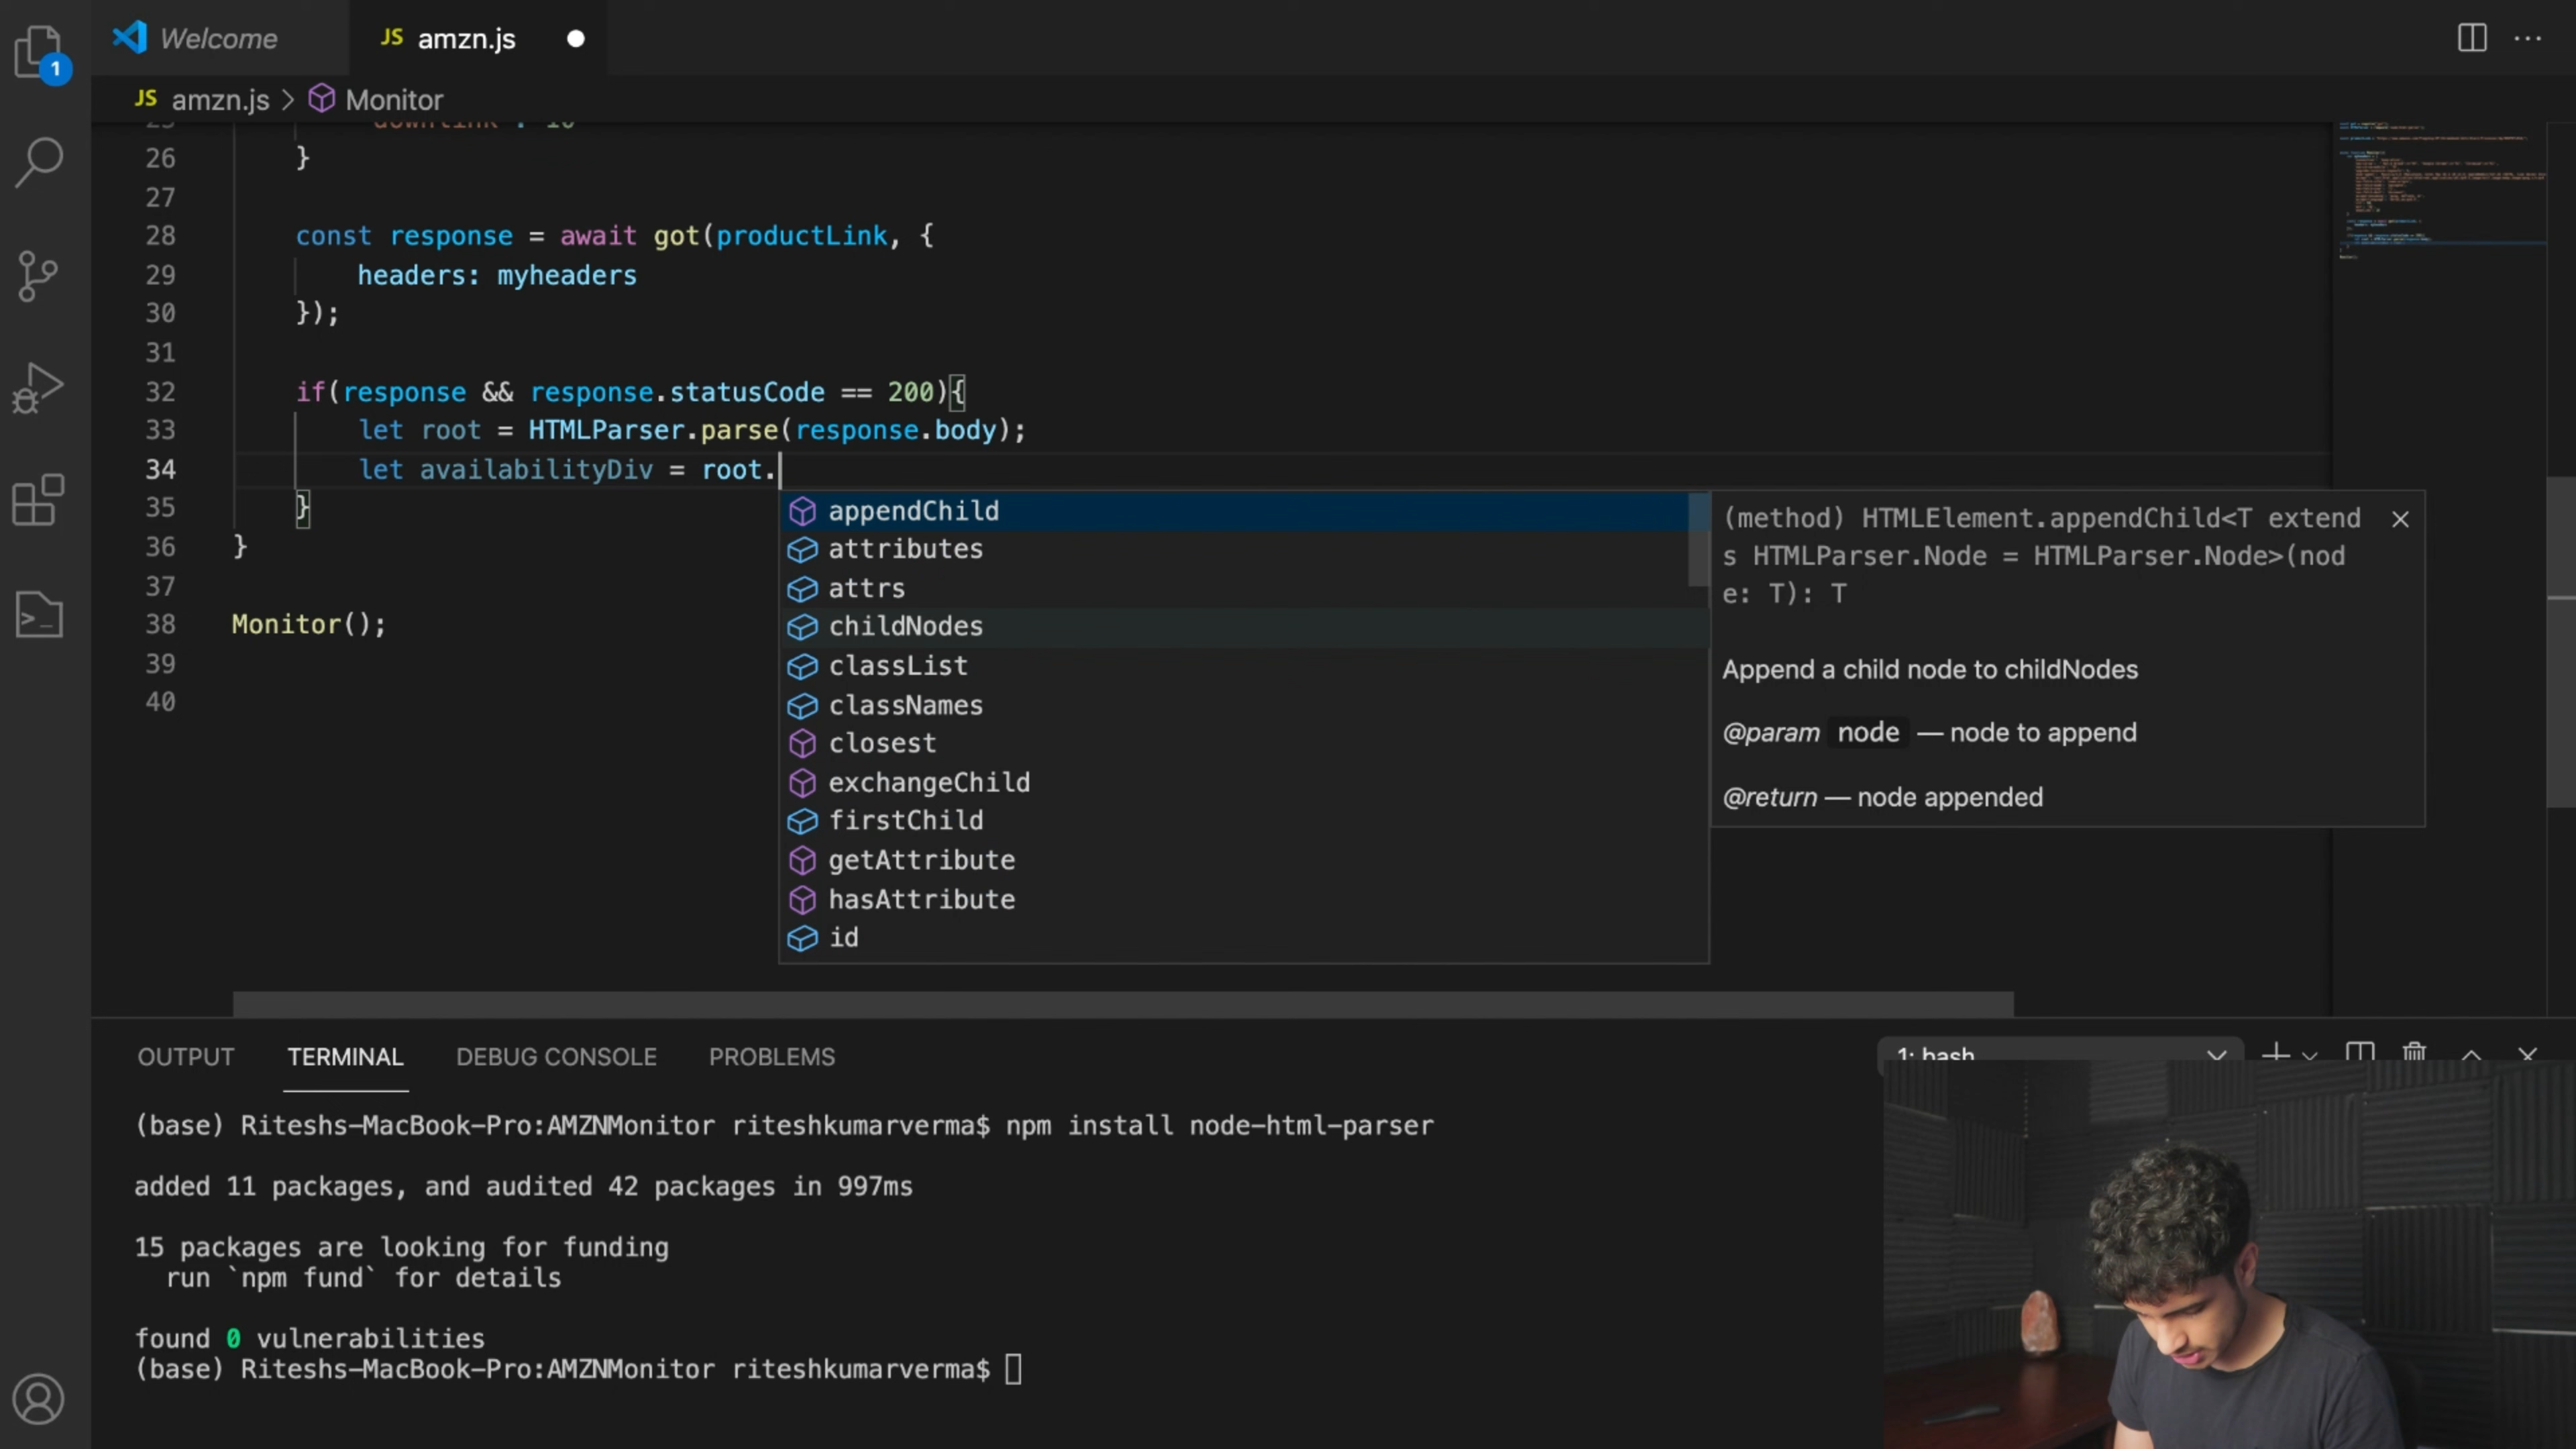 1
Welcome
JS amzn.js
JS amzn.js > Monitor
26 }
27
28 const response = await got(productLink, {
29 headers: myheaders
30 });
31
32 if(response && response.statusCode == 200){
33 let root = HTMLParser.parse(response.body);
34 let availabilityDiv = root.
35 }
36 }
37
38 Monitor();
39
40
appendChild
attributes
attrs
childNodes
classList
classNames
closest
exchangeChild
firstChild
getAttribute
hasAttribute
id
(method) HTMLElement.appendChild<T extend
s HTMLParser.Node = HTMLParser.Node>(nod
e: T): T
Append a child node to childNodes
@param node — node to append
@return — node appended
OUTPUT TERMINAL DEBUG CONSOLE PROBLEMS
1: bash
(base) Riteshs-MacBook-Pro:AMZNMonitor riteshkumarverma$ npm install node-html-parser
added 11 packages, and audited 42 packages in 997ms
15 packages are looking for funding
run `npm fund` for details
found 0 vulnerabilities
(base) Riteshs-MacBook-Pro:AMZNMonitor riteshkumarverma$